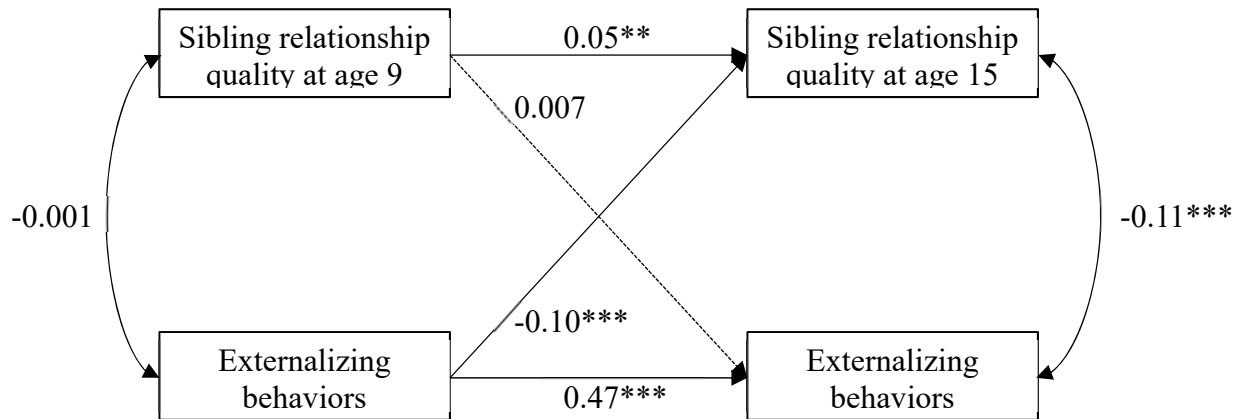 Sibling relationship
quality at age 9
0.05**
Sibling relationship
quality at age 15
0.007
-0.001
-0.11***
-0.10***
Externalizing
behaviors
0.47***
Externalizing
behaviors